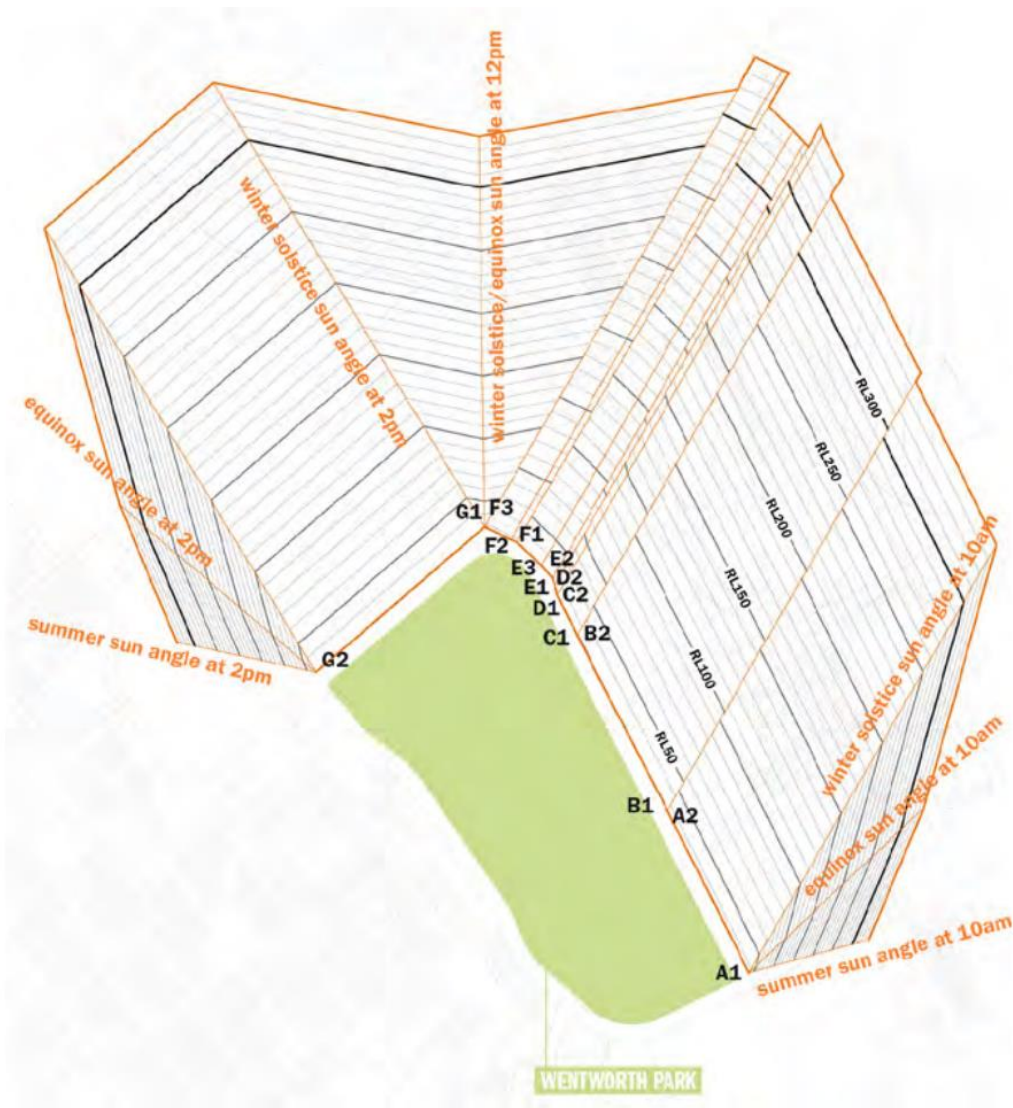 winter solstice/ equinox sun angle at 12pm
winter solstice sun angle at 2pm
equinox sun angle at 2pm
summer sun angle at 2pm
RL300
RL250
RL200
RL150
RL100
RL50
G1
F3
F2
F1
E3
E2
E1
D2
D1
C2
C1
B2
G2
B1
A2
A1
winter solstice sun angle at 10am
equinox sun angle at 10am
summer sun angle at 10am
WENTWORTH PARK